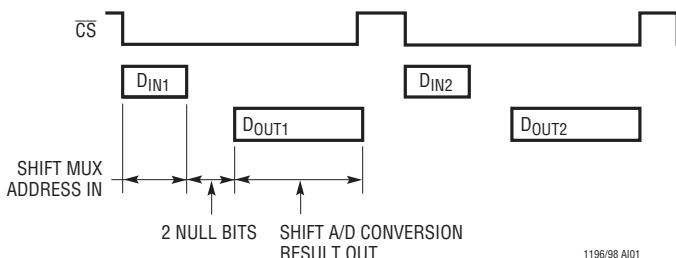 CS
DIN1
DIN2
DOUT1
DOUT2
SHIFT MUX
ADDRESS IN
2 NULL BITS
SHIFT A/D CONVERSION
RESULT OUT
1196/98 AI01